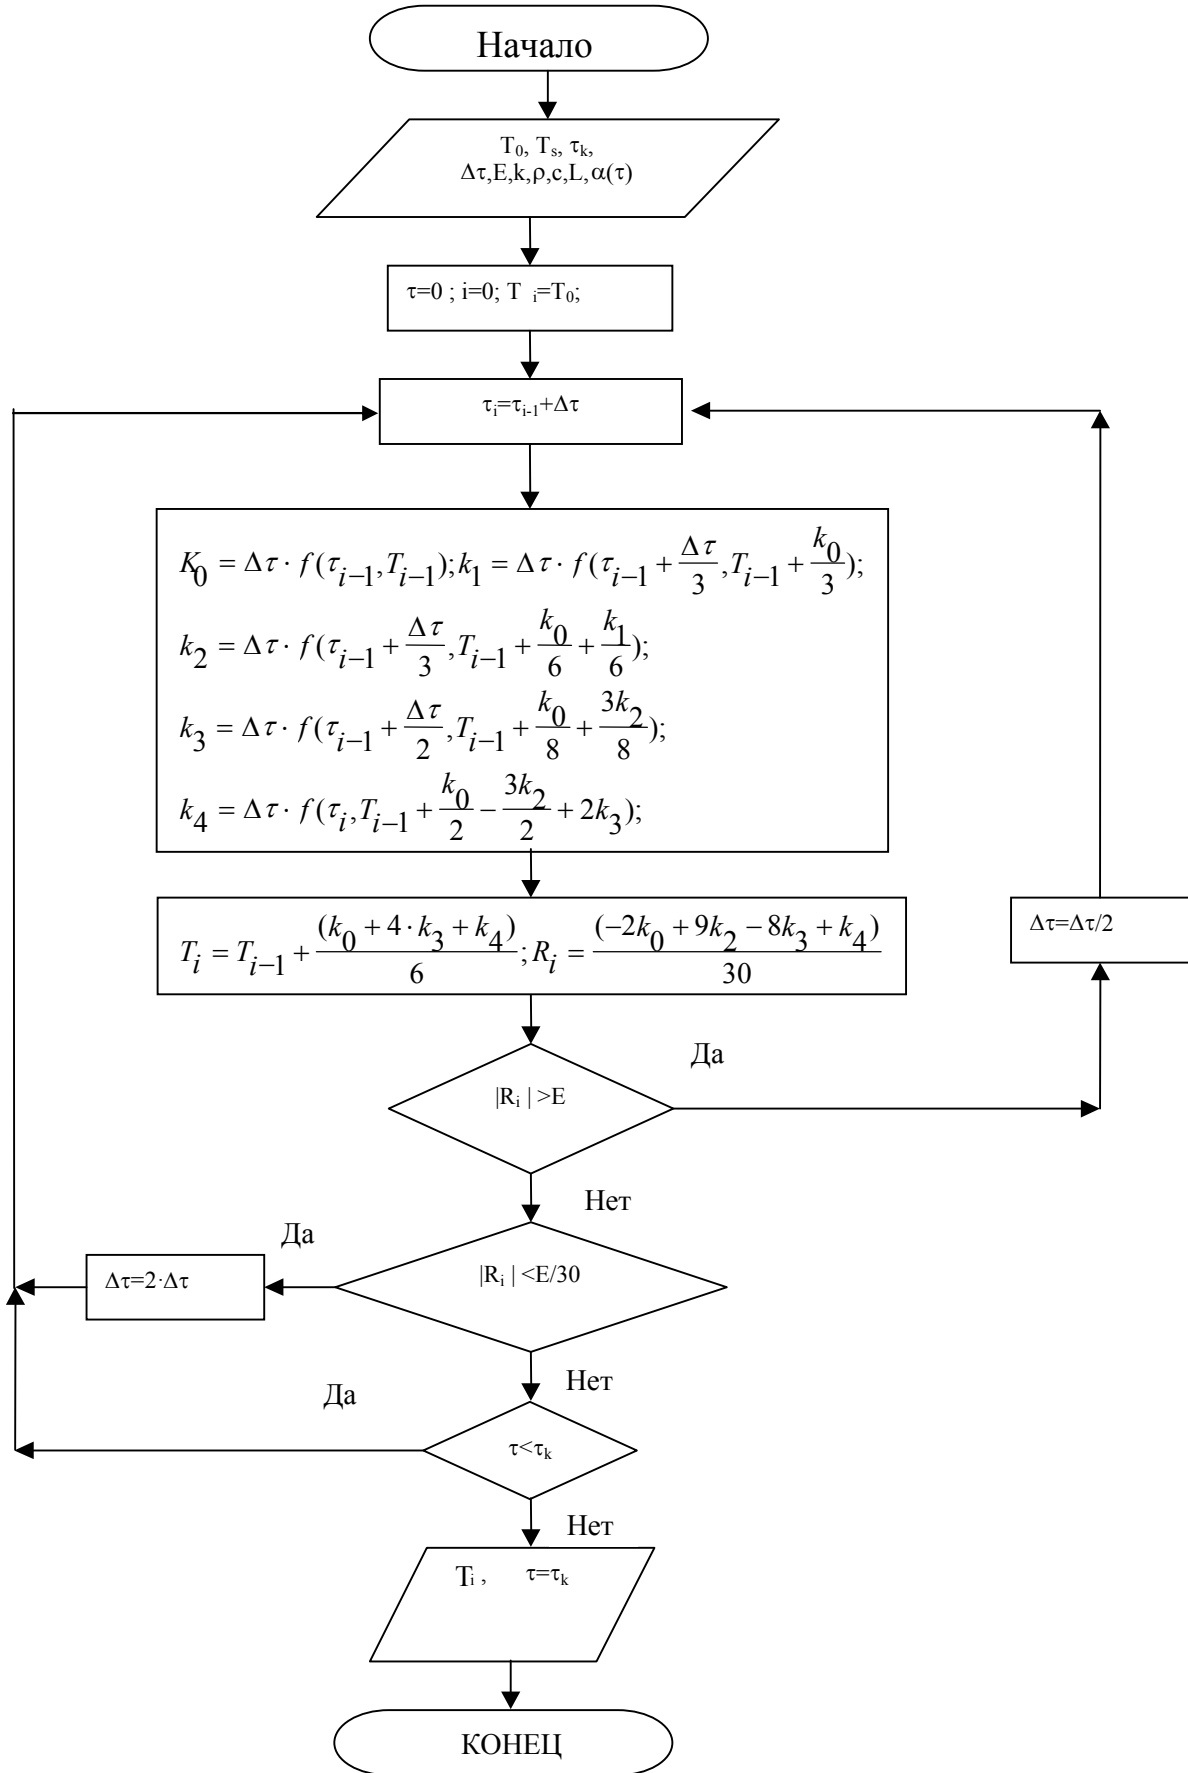 Начало
T₀, Tₛ, τₖ,
Δτ,E,k,ρ,c,L,α(τ)
τ=0 ; i=0; T ᵢ=T₀;
τᵢ=τᵢ₋₁+Δτ
K₀ = Δτ · f(τᵢ₋₁,Tᵢ₋₁);k₁ = Δτ · f(τᵢ₋₁ + Δτ/3,Tᵢ₋₁ + k₀/3);
k₂ = Δτ · f(τᵢ₋₁ + Δτ/3,Tᵢ₋₁ + k₀/6 + k₁/6);
k₃ = Δτ · f(τᵢ₋₁ + Δτ/2,Tᵢ₋₁ + k₀/8 + 3k₂/8);
k₄ = Δτ · f(τᵢ,Tᵢ₋₁ + k₀/2 − 3k₂/2 + 2k₃);
Tᵢ = Tᵢ₋₁ + (k₀ + 4 · k₃ + k₄)/6;Rᵢ = (−2k₀ + 9k₂ − 8k₃ + k₄)/30
Δτ=Δτ/2
|Rᵢ | >E
Да
Нет
|Rᵢ | <E/30
Да
Δτ=2·Δτ
Нет
Да
τ<τₖ
Нет
Tᵢ , τ=τₖ
КОНЕЦ